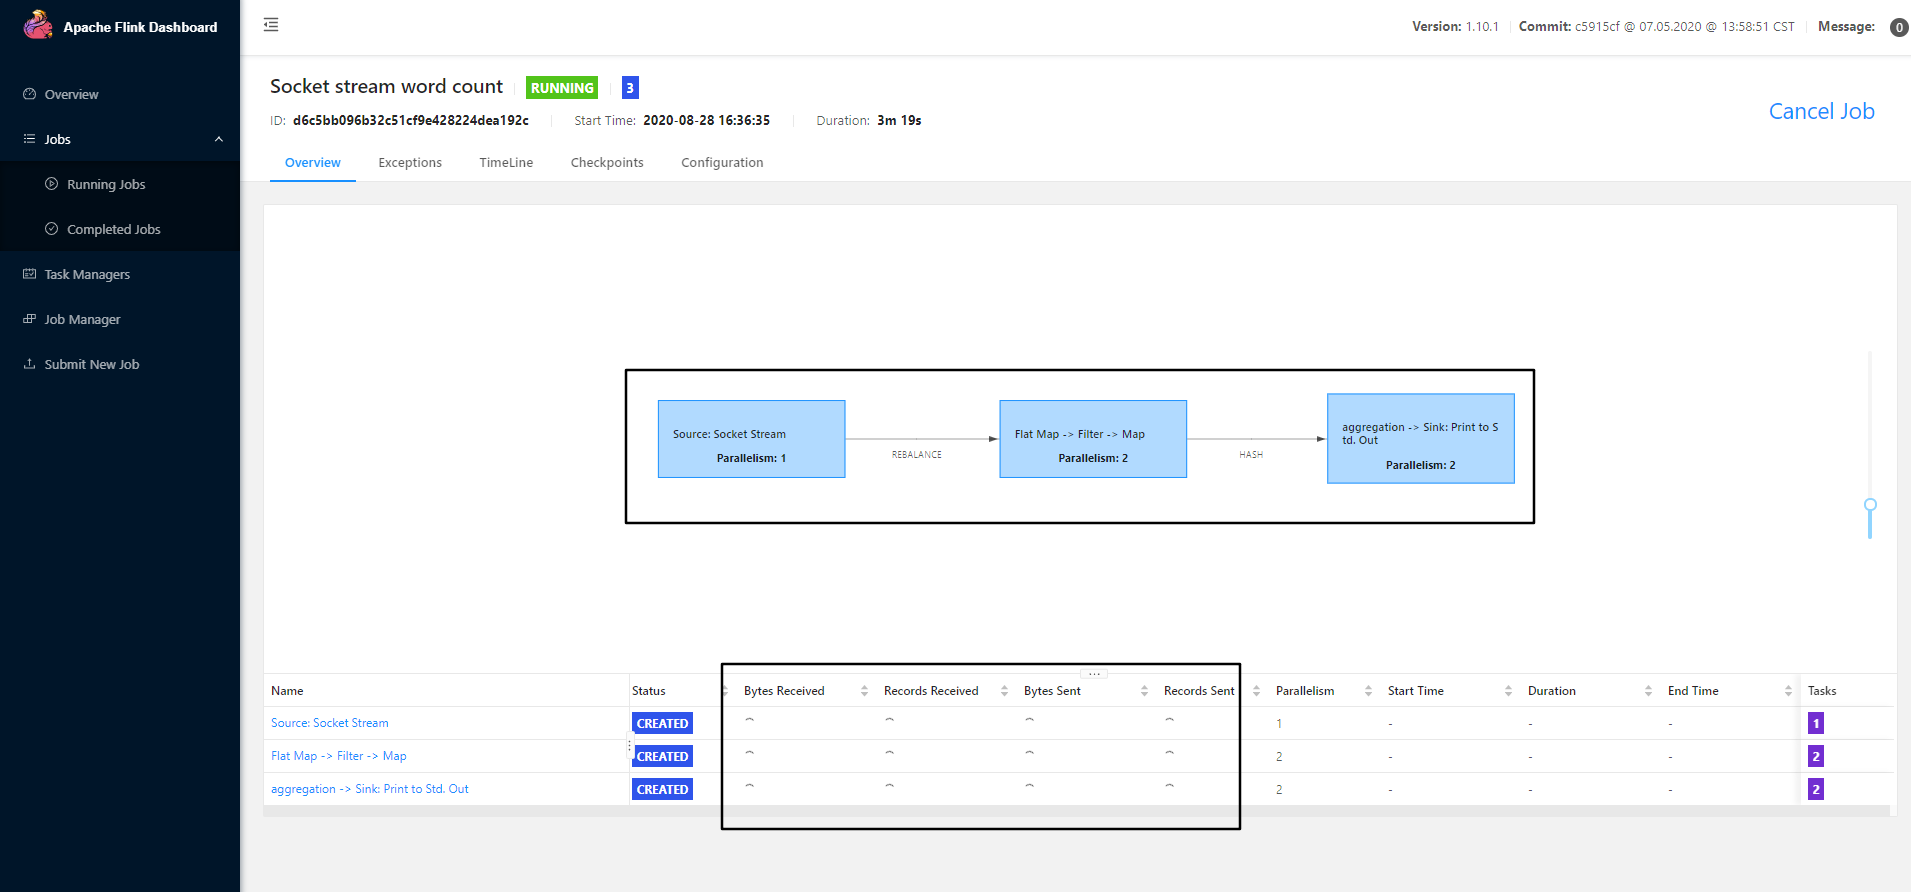 Apache Flink Dashboard
Version: 1.10.1 Commit: c5915cf @ 07.05.2020 @ 13:58:51 CST Message: 0
Overview
Jobs
Running Jobs
Completed Jobs
Task Managers
Job Manager
Submit New Job
Socket stream word count RUNNING 3
ID: d6c5bb096b32c51cf9e428224dea192c Start Time: 2020-08-28 16:36:35 Duration: 3m 19s
Cancel Job
Overview Exceptions TimeLine Checkpoints Configuration
Source: Socket Stream
Parallelism: 1
REBALANCE
Flat Map -> Filter -> Map
Parallelism: 2
HASH
aggregation -> Sink: Print to S
td. Out
Parallelism: 2
Name Status Bytes Received Records Received Bytes Sent Records Sent Parallelism Start Time Duration End Time Tasks
Source: Socket Stream CREATED 1 - - - 1
Flat Map -> Filter -> Map CREATED 2 - - - 2
aggregation -> Sink: Print to Std. Out CREATED 2 - - - 2